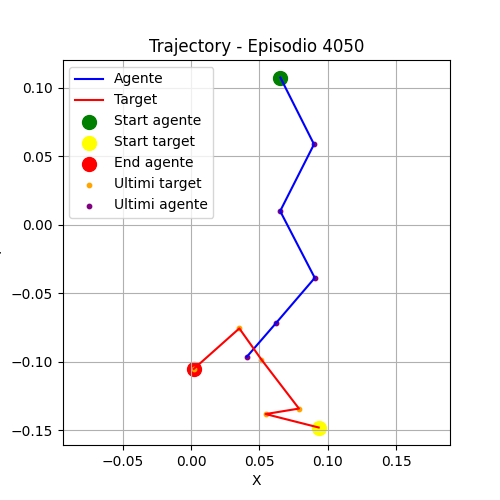 Trajectory - Episodio 4050
Agente
Target
Start agente
Start target
End agente
Ultimi target
Ultimi agente
0.10
0.05
0.00
−0.05
−0.10
−0.15
−0.05
0.00
0.05
0.10
0.15
X